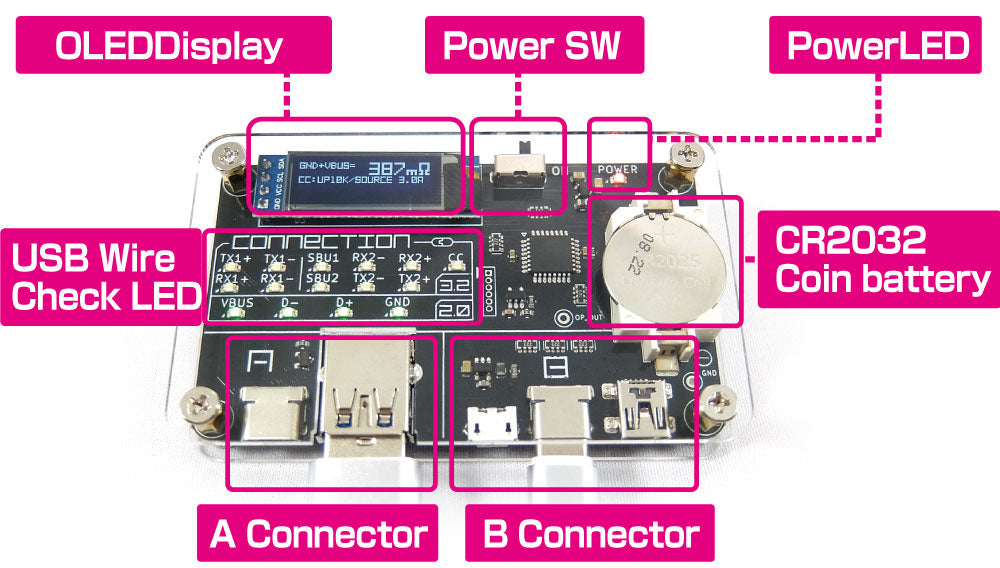 OLEDDisplay
Power SW
PowerLED
GND+VBUS= 387mΩ
CC:UP10K/SOURCE 3.0A
GND VCC SCL SDA
POWER
CONNECTION
TX1+ TX1- SBU1 RX2- RX2+ CC
RX1+ RX1- SBU2 TX2- TX2+ 3.2
VBUS D- D+ GND 2.0
USB Wire
Check LED
CR2032
Coin battery
OP_OUT
GND
A
B
A Connector
B Connector